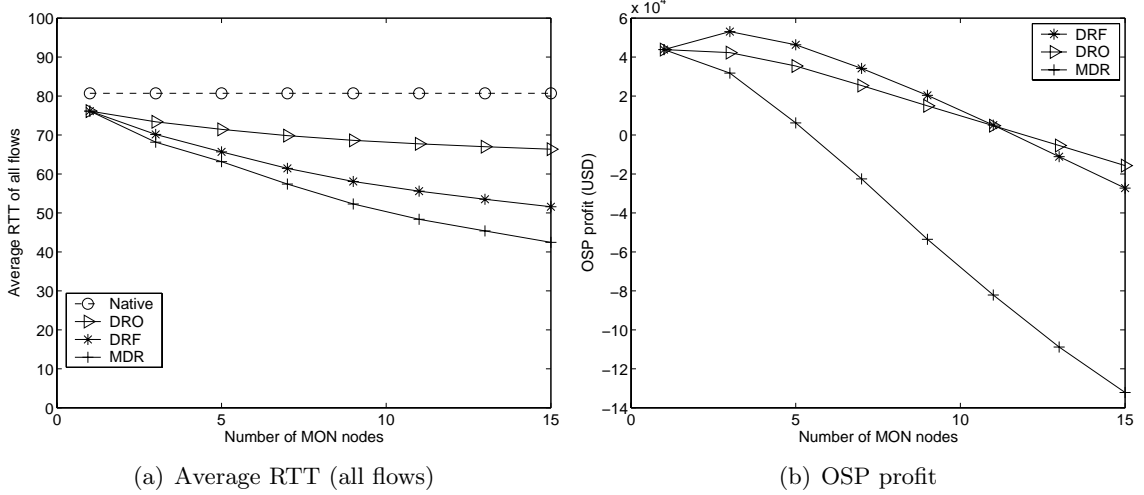 100
90
80
70
60
50
40
30
20
10
0
0
5
10
15
Average RTT of all flows
Number of MON nodes
Native
DRO
DRF
MDR
(a) Average RTT (all flows)
x 10^4
6
4
2
0
−2
−4
−6
−8
−10
−12
−14
0
5
10
15
OSP profit (USD)
Number of MON nodes
DRF
DRO
MDR
(b) OSP profit